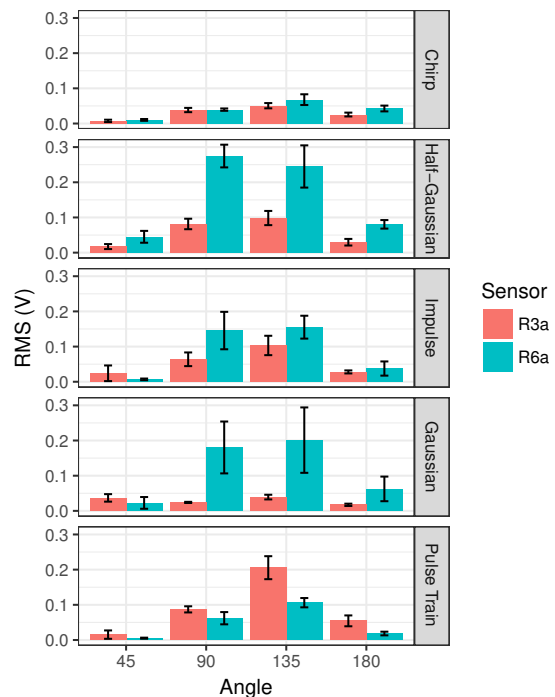 0.3
0.2
0.1
0.0
Chirp
0.3
0.2
0.1
0.0
Half-Gaussian
0.3
0.2
0.1
0.0
Impulse
0.3
0.2
0.1
0.0
Gaussian
0.3
0.2
0.1
0.0
Pulse Train
45 90 135 180
Angle
RMS (V)
Sensor
R3a
R6a